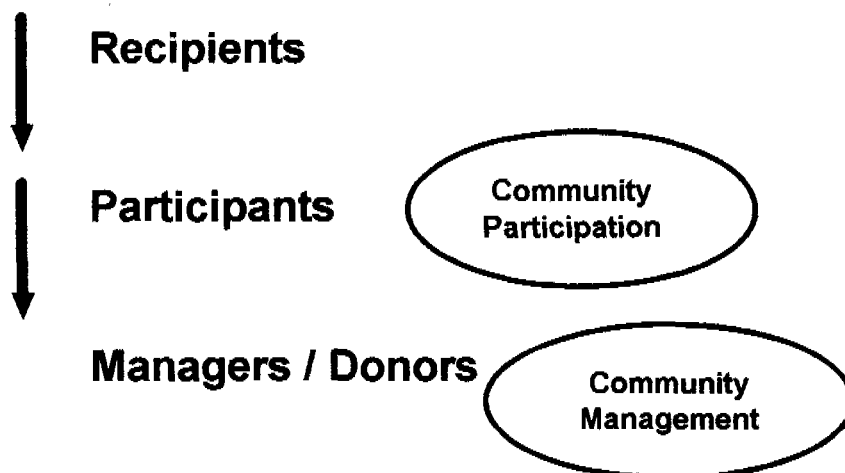 Recipients
Participants
Community
Participation
Managers / Donors
Community
Management